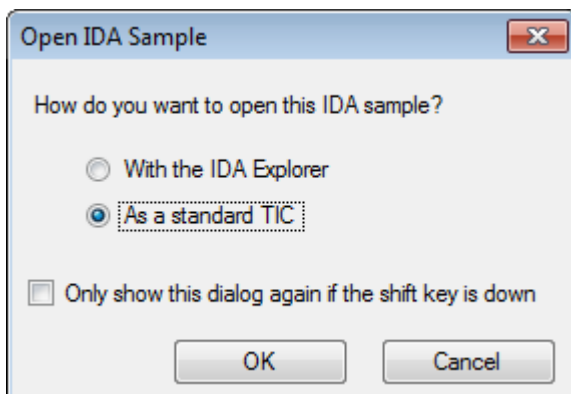 Open IDA Sample
How do you want to open this IDA sample?
With the IDA Explorer
As a standard TIC
Only show this dialog again if the shift key is down
OK
Cancel